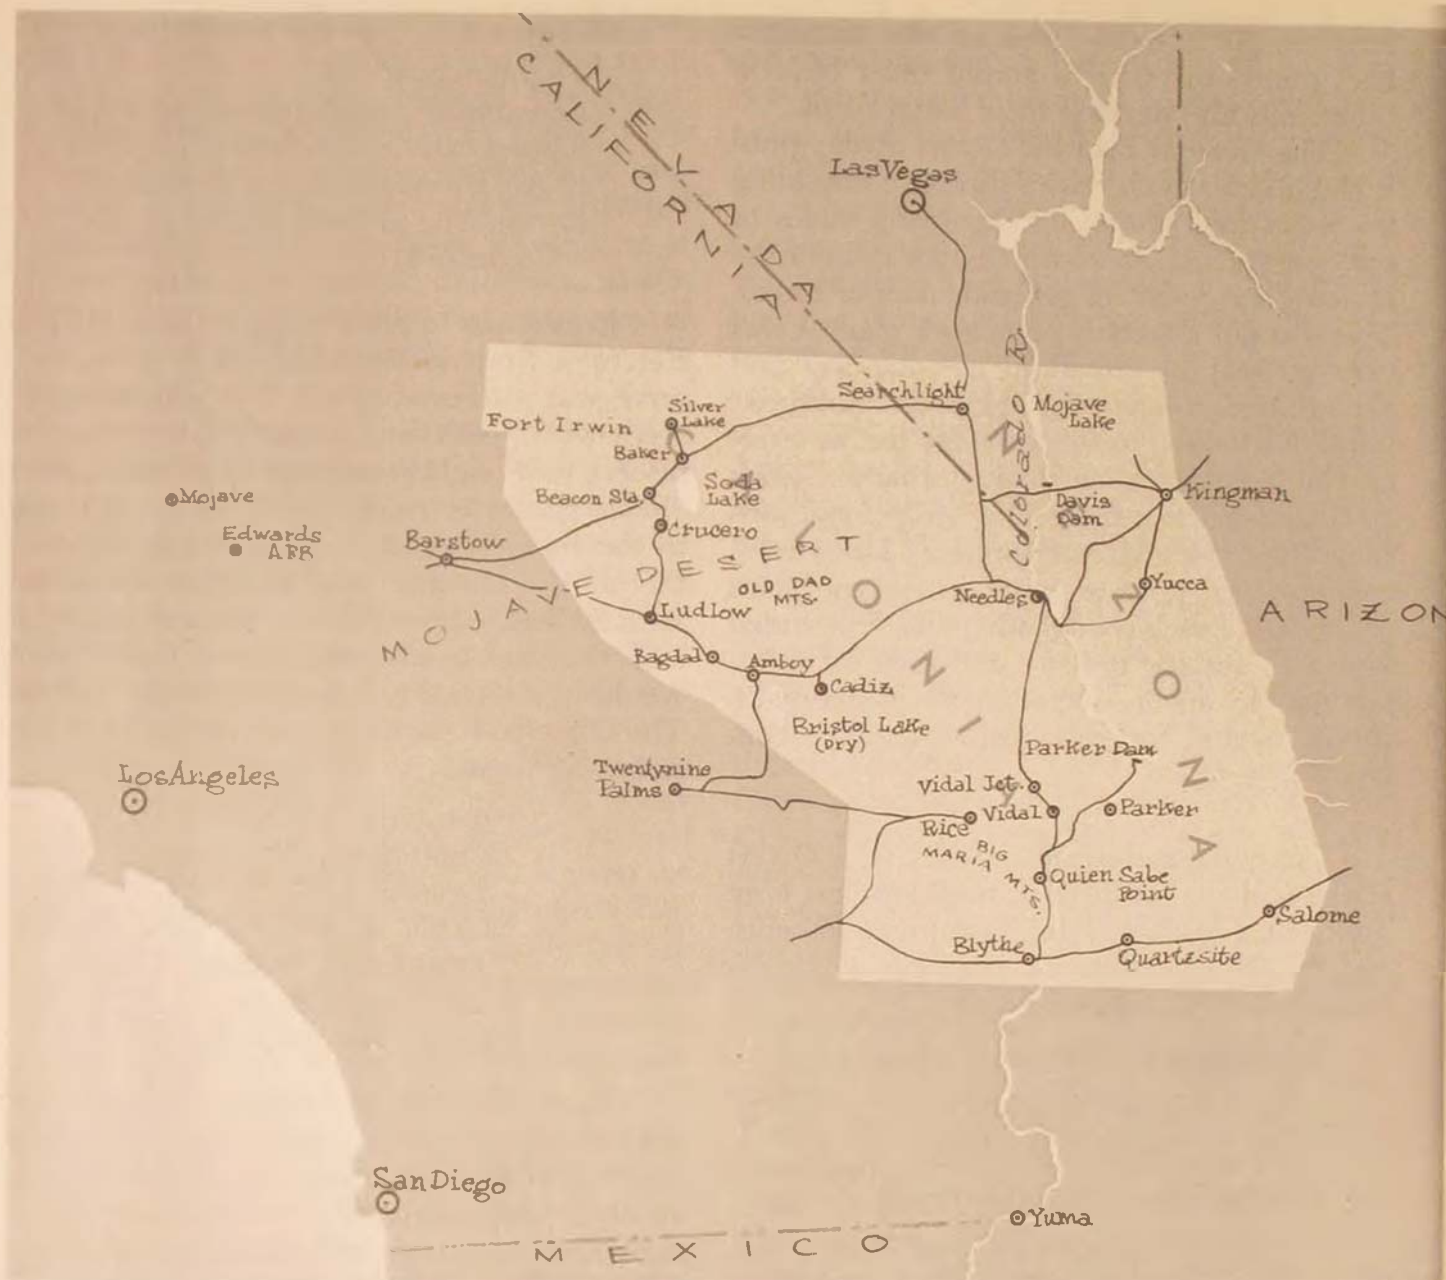 NEVADA
CALIFORNIA
Las Vegas
Colorado R.
Searchlight
Silver
Lake
Fort Irwin
Mojave
Lake
Baker
Soda
Lake
Beacon Sta.
Mojave
Davis
Dam
Kingman
Crucero
Edwards
AFB
Barstow
MOJAVE DESERT
OLD DAD
MTS.
Yucca
Needles
Ludlow
ARIZON
Bagdad
Amboy
Cadiz
Bristol Lake
(Dry)
Parker Dam
Twentynine
Palms
Los Angeles
Vidal Jct.
Vidal
Parker
Rice
BIG
MARIA MTS.
Quien Sabe
Point
Salome
Blythe
Quartzsite
San Diego
Yuma
MEXICO